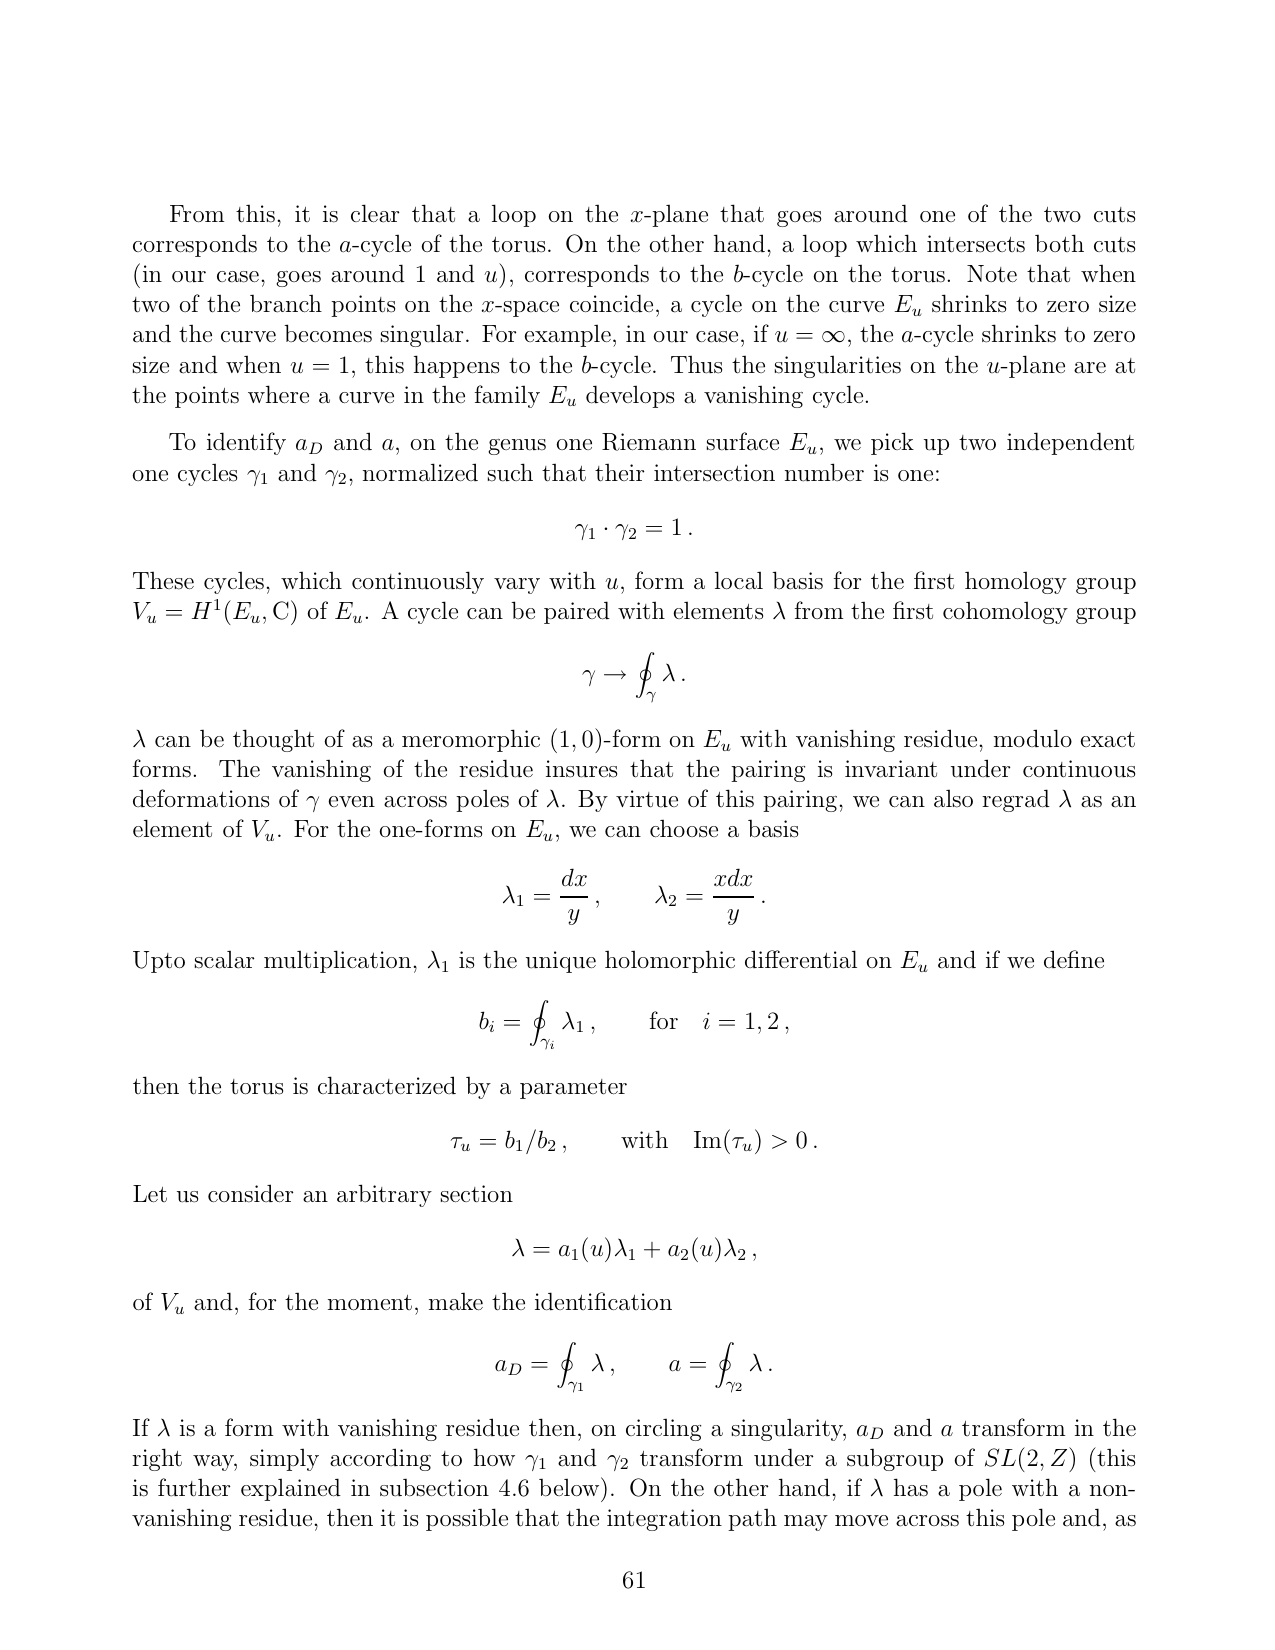 From this, it is clear that a loop on the x-plane that goes around one of the two cuts
corresponds to the a-cycle of the torus. On the other hand, a loop which intersects both cuts
(in our case, goes around 1 and u), corresponds to the b-cycle on the torus. Note that when
two of the branch points on the x-space coincide, a cycle on the curve E_u shrinks to zero size
and the curve becomes singular. For example, in our case, if u = ∞, the a-cycle shrinks to zero
size and when u = 1, this happens to the b-cycle. Thus the singularities on the u-plane are at
the points where a curve in the family E_u develops a vanishing cycle.
To identify a_D and a, on the genus one Riemann surface E_u, we pick up two independent
one cycles γ_1 and γ_2, normalized such that their intersection number is one:
γ_1 · γ_2 = 1 .
These cycles, which continuously vary with u, form a local basis for the first homology group
V_u = H^1(E_u, C) of E_u. A cycle can be paired with elements λ from the first cohomology group
γ → ∮_γ λ .
λ can be thought of as a meromorphic (1, 0)-form on E_u with vanishing residue, modulo exact
forms. The vanishing of the residue insures that the pairing is invariant under continuous
deformations of γ even across poles of λ. By virtue of this pairing, we can also regrad λ as an
element of V_u. For the one-forms on E_u, we can choose a basis
λ_1 = dx/y , λ_2 = xdx/y .
Upto scalar multiplication, λ_1 is the unique holomorphic differential on E_u and if we define
b_i = ∮_{γ_i} λ_1 , for i = 1, 2 ,
then the torus is characterized by a parameter
τ_u = b_1/b_2 , with Im(τ_u) > 0 .
Let us consider an arbitrary section
λ = a_1(u)λ_1 + a_2(u)λ_2 ,
of V_u and, for the moment, make the identification
a_D = ∮_{γ_1} λ , a = ∮_{γ_2} λ .
If λ is a form with vanishing residue then, on circling a singularity, a_D and a transform in the
right way, simply according to how γ_1 and γ_2 transform under a subgroup of SL(2, Z) (this
is further explained in subsection 4.6 below). On the other hand, if λ has a pole with a non-
vanishing residue, then it is possible that the integration path may move across this pole and, as
61